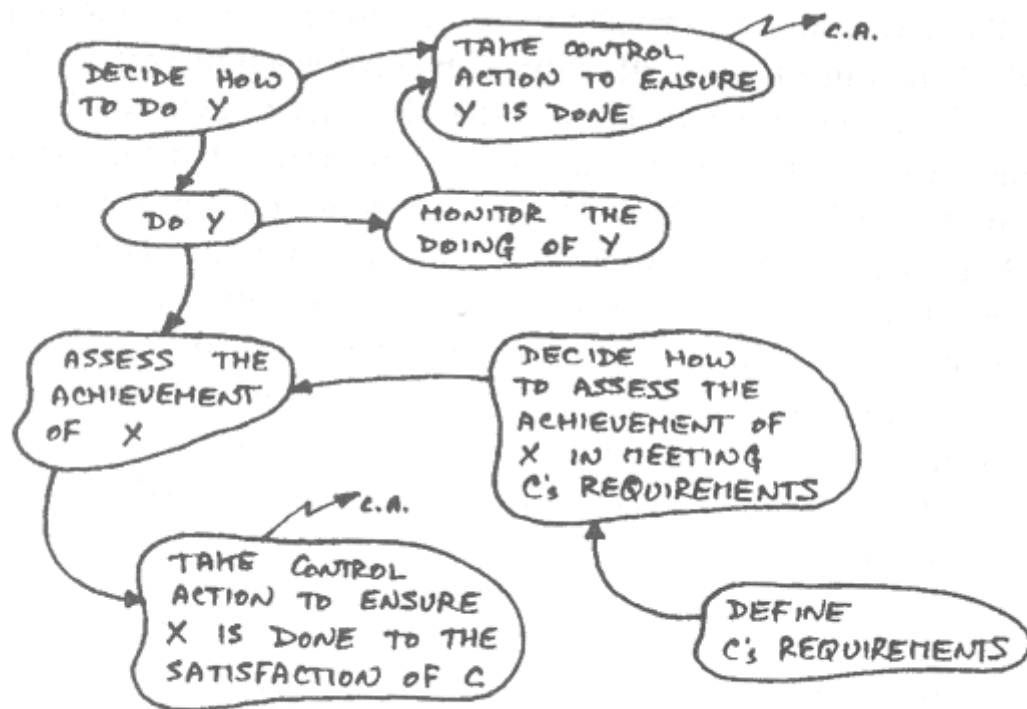 DECIDE HOW
TO DO Y
TAKE CONTROL
ACTION TO ENSURE
Y IS DONE
C.A.
DO Y
MONITOR THE
DOING OF Y
ASSESS THE
ACHIEVEMENT
OF X
DECIDE HOW
TO ASSESS THE
ACHIEVEMENT OF
X IN MEETING
C's REQUIREMENTS
C.A.
TAKE CONTROL
ACTION TO ENSURE
X IS DONE TO THE
SATISFACTION OF C
DEFINE
C's REQUIREMENTS